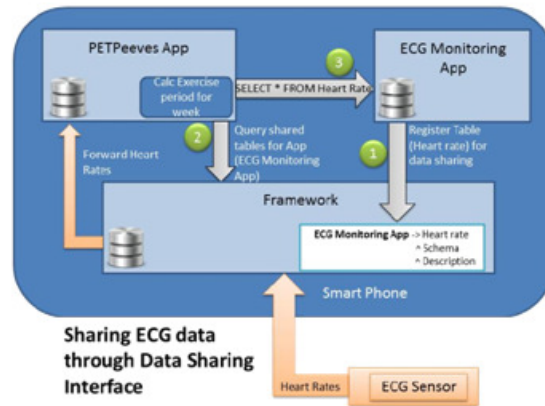 PETPeeves App
ECG Monitoring
App
Calc Exercise
period for
week
3
SELECT * FROM Heart Rate
2
Query shared
tables for App
(ECG Monitoring
App)
1
Register Table
(Heart rate) for
data sharing
Forward Heart
Rates
Framework
ECG Monitoring App -> Heart rate
^ Schema
^ Description
Smart Phone
Sharing ECG data
through Data Sharing
Interface
Heart Rates
ECG Sensor